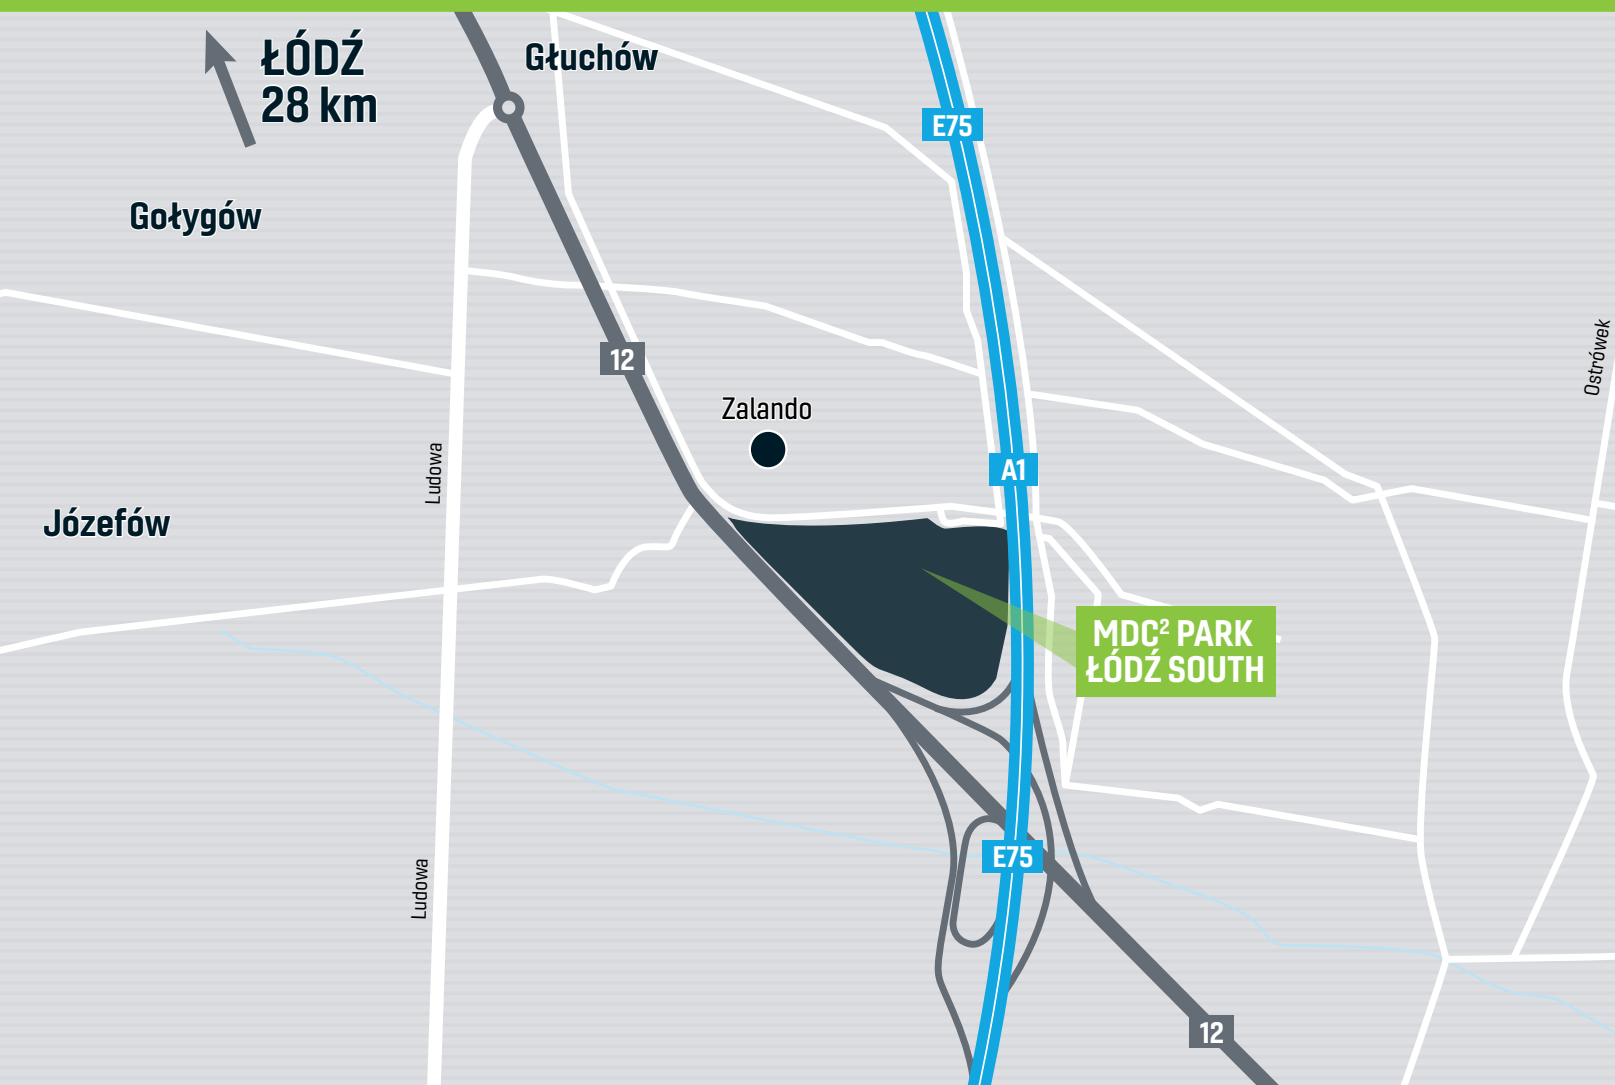 ŁÓDŹ
28 km
Głuchów
E75
Gołygów
12
Ostrówek
Zalando
Ludowa
A1
Józefów
MDC² PARK
ŁÓDŹ SOUTH
E75
Ludowa
12